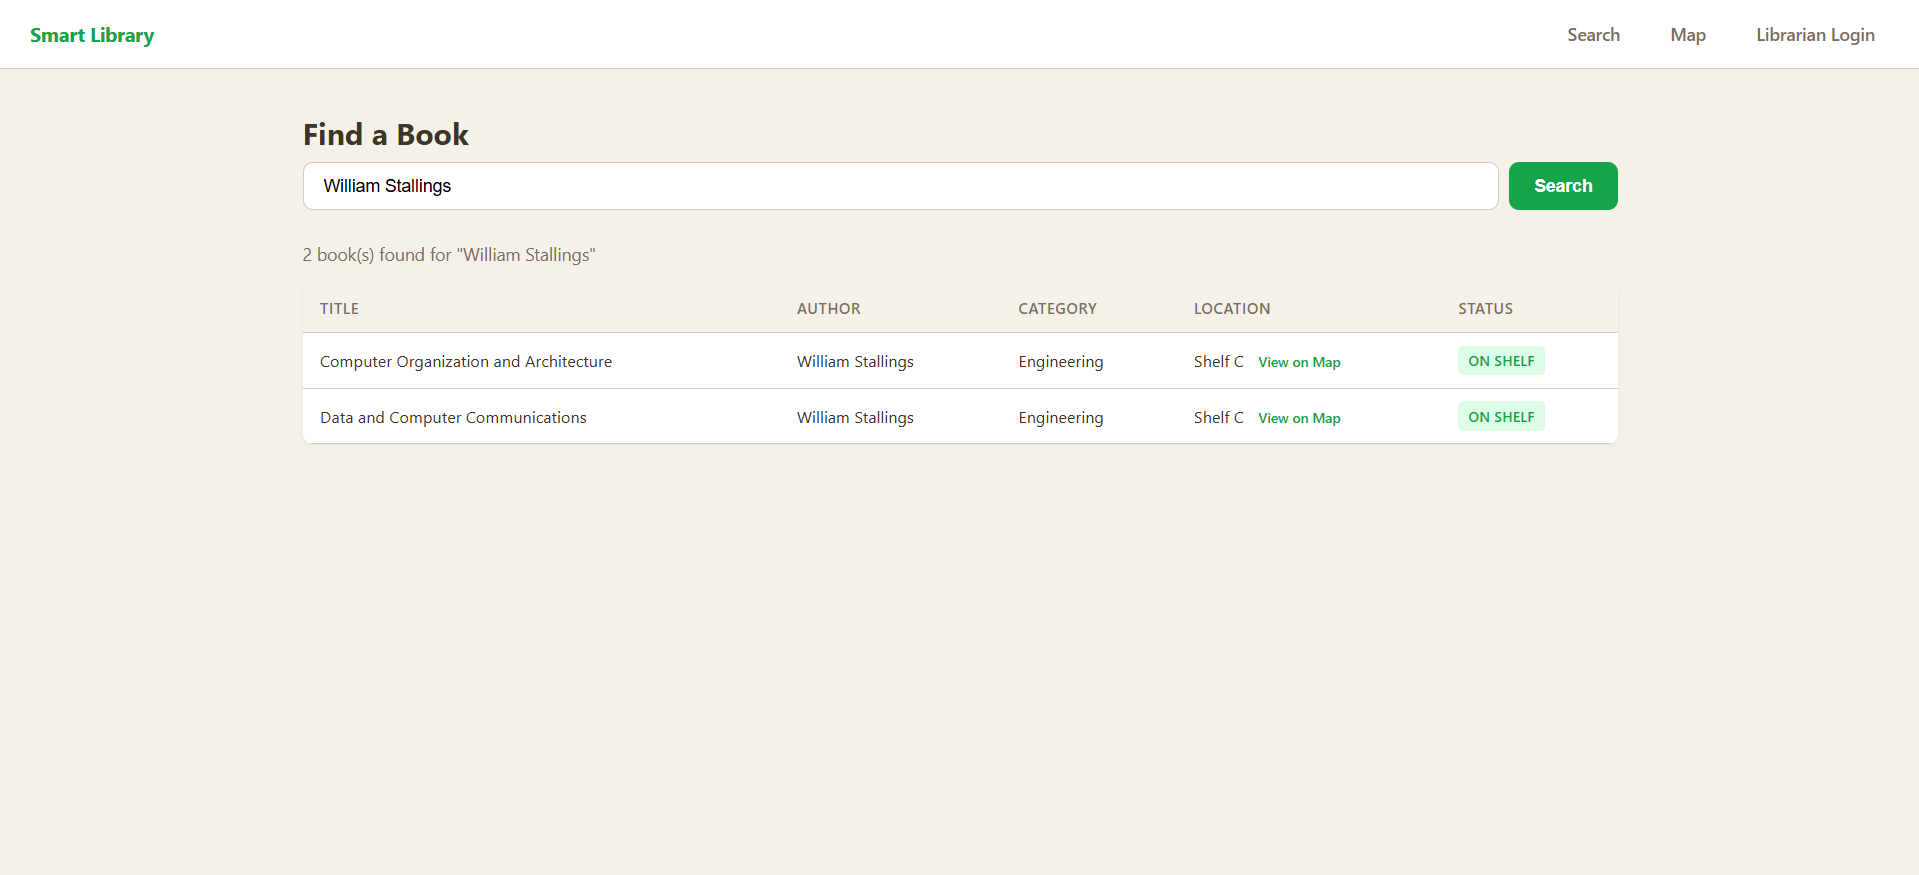 Smart Library Search Map Librarian Login
Find a Book
William Stallings Search
2 book(s) found for "William Stallings"
TITLE AUTHOR CATEGORY LOCATION STATUS
Computer Organization and Architecture William Stallings Engineering Shelf C View on Map ON SHELF
Data and Computer Communications William Stallings Engineering Shelf C View on Map ON SHELF